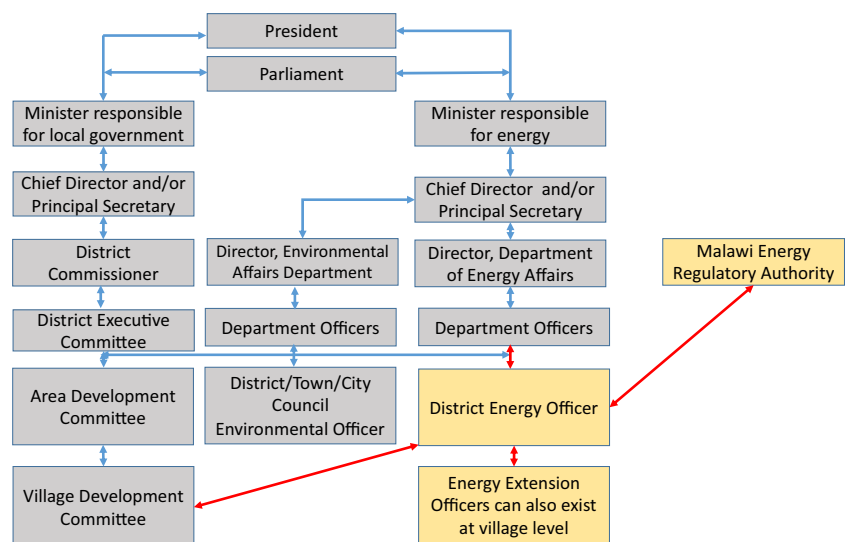 President
Parliament
Minister responsible
for local government
Minister responsible
for energy
Chief Director and/or
Principal Secretary
Chief Director and/or
Principal Secretary
District
Commissioner
Director, Environmental
Affairs Department
Director, Department
of Energy Affairs
Malawi Energy
Regulatory Authority
District Executive
Committee
Department Officers
Department Officers
Area Development
Committee
District/Town/City
Council
Environmental Officer
District Energy Officer
Village Development
Committee
Energy Extension
Officers can also exist
at village level